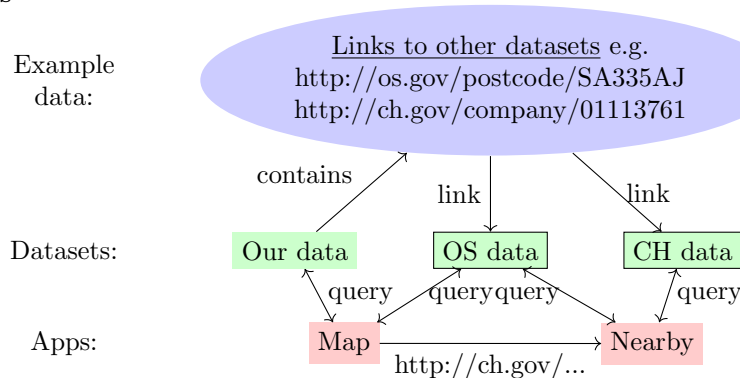 Example
data:
Links to other datasets e.g.
http://os.gov/postcode/SA335AJ
http://ch.gov/company/01113761
contains
link
link
Datasets:
Our data
OS data
CH data
query
query
query
query
Apps:
Map
Nearby
http://ch.gov/...